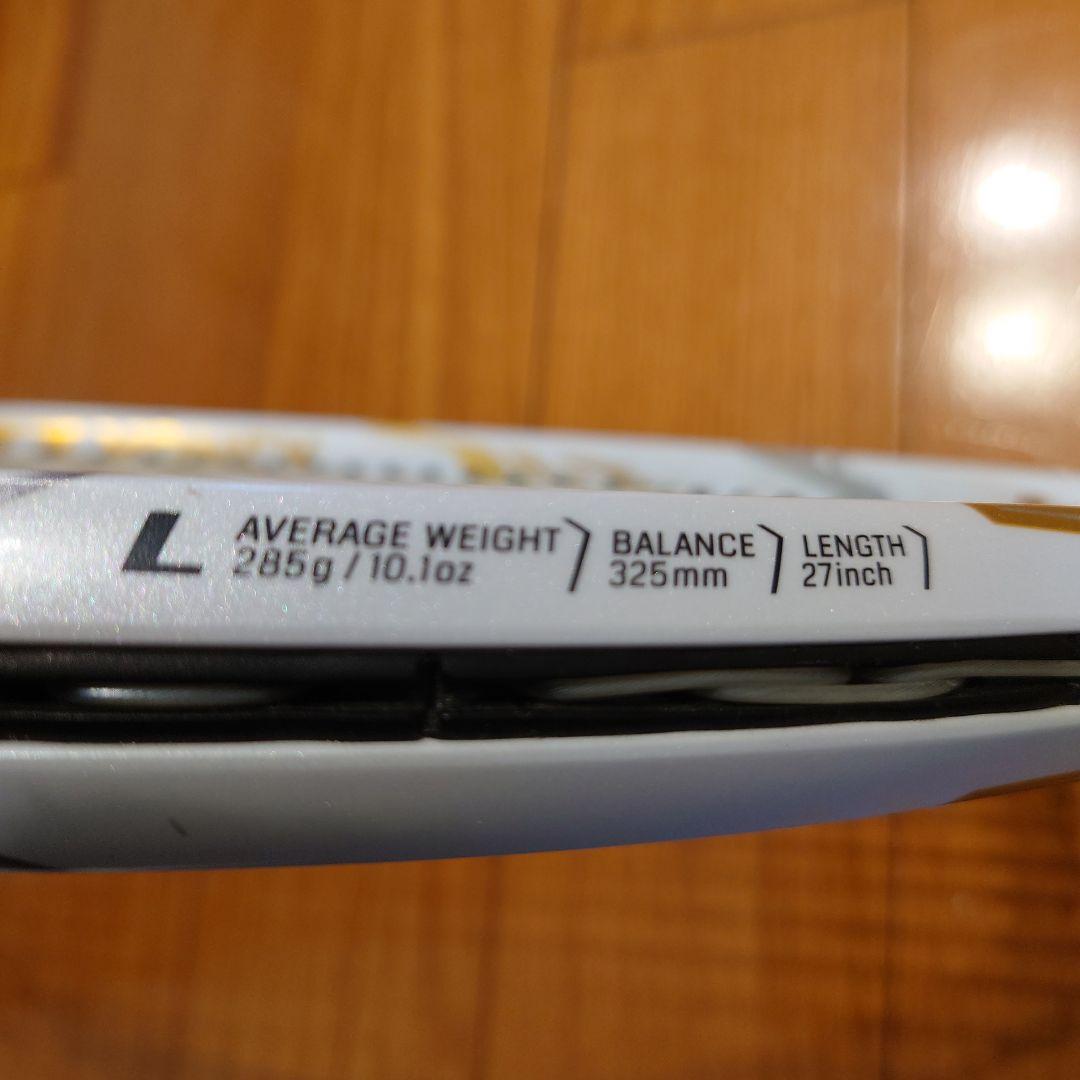 L
AVERAGE WEIGHT
285g / 10.1oz
BALANCE
325mm
LENGTH
27inch